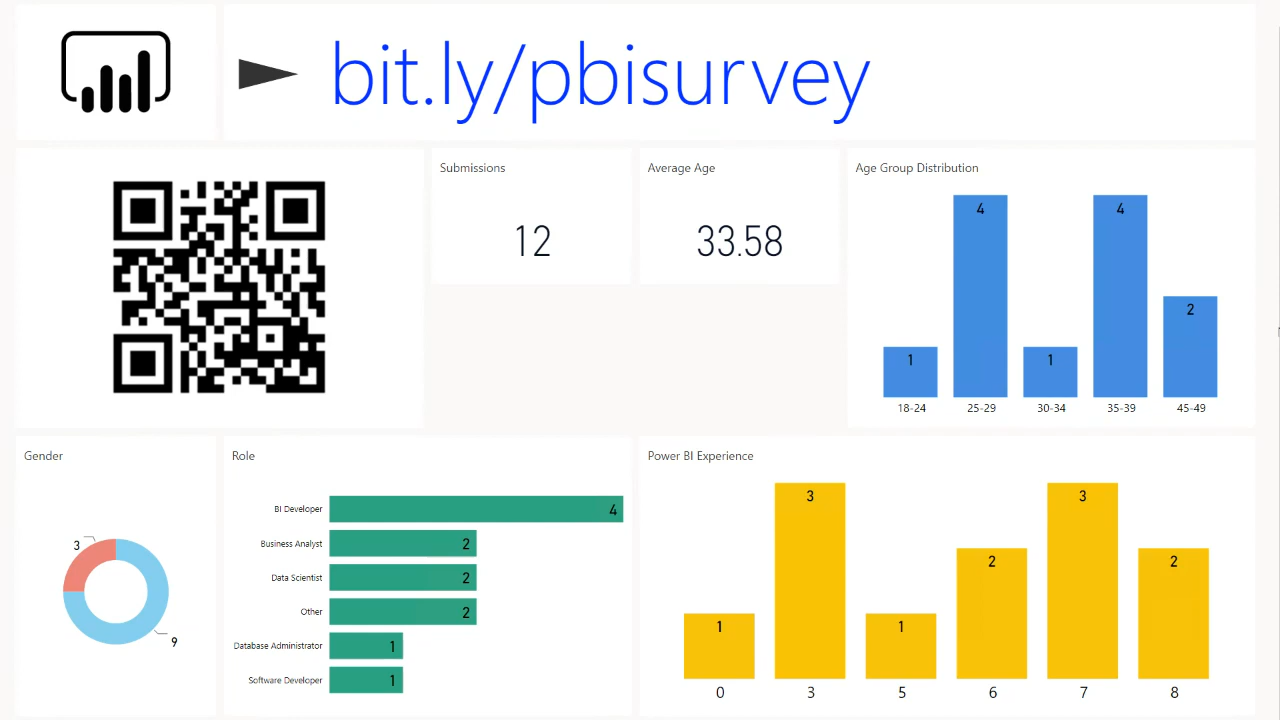 bit.ly/pbisurvey
Submissions
12
Average Age
33.58
Age Group Distribution
4
4
2
1
1
18-24 25-29 30-34 35-39 45-49
Gender
3
9
Role
BI Developer 4
Business Analyst 2
Data Scientist 2
Other 2
Database Administrator 1
Software Developer 1
Power BI Experience
3
3
2
2
1
1
0 3 5 6 7 8